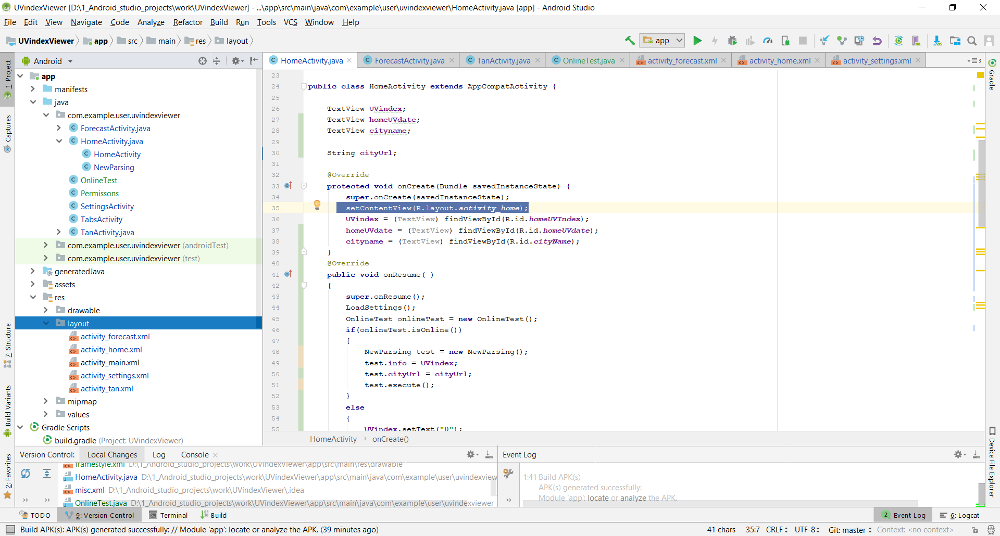 UVindexViewer [D:\1_Android_studio_projects\work\UVindexViewer] - ...\app\src\main\java\com\example\user\uvindexviewer\HomeActivity.java [app] - Android Studio
File Edit View Navigate Code Analyze Refactor Build Run Tools VCS Window Help
UVindexViewer app src main res layout app
Android
HomeActivity.java ForecastActivity.java TanActivity.java OnlineTest.java activity_forecast.xml activity_home.xml activity_settings.xml 3
1: Project
Captures
7: Structure
Build Variants
2: Favorites
app
manifests
java
com.example.user.uvindexviewer
ForecastActivity.java
HomeActivity.java
HomeActivity
NewParsing
OnlineTest
Permissons
SettingsActivity
TabsActivity
TanActivity.java
com.example.user.uvindexviewer (androidTest)
com.example.user.uvindexviewer (test)
generatedJava
assets
res
drawable
layout
activity_forecast.xml
activity_home.xml
activity_main.xml
activity_settings.xml
activity_tan.xml
mipmap
values
Gradle Scripts
build.gradle (Project: UVindexViewer)
23
24 public class HomeActivity extends AppCompatActivity {
25
26 TextView UVindex;
27 TextView homeUVdate;
28 TextView cityname;
29
30 String cityUrl;
31
32 @Override
33 protected void onCreate(Bundle savedInstanceState) {
34 super.onCreate(savedInstanceState);
35 setContentView(R.layout.activity_home);
36 UVindex = (TextView) findViewById(R.id.homeUVIndex);
37 homeUVdate = (TextView) findViewById(R.id.homeUVdate);
38 cityname = (TextView) findViewById(R.id.cityName);
39 }
40 @Override
41 public void onResume( )
42 {
43 super.onResume();
44 LoadSettings();
45 OnlineTest onlineTest = new OnlineTest();
46 if(onlineTest.isOnline())
47 {
48 NewParsing test = new NewParsing();
49 test.info = UVindex;
50 test.cityUrl = cityUrl;
51 test.execute();
52 }
53 else
54 {
55 UVindex.setText("0");
HomeActivity › onCreate()
Gradle
Device File Explorer
Version Control: Local Changes Log Console
framestyle.xml D:\1_Android_studio_projects\work\UVindexViewer\app\src\main\res\drawable
HomeActivity.java D:\1_Android_studio_projects\work\UVindexViewer\app\src\main\java\com\example\user\uvindexview
misc.xml D:\1_Android_studio_projects\work\UVindexViewer\.idea
OnlineTest.java D:\1_Android_studio_projects\work\UVindexViewer\app\src\main\java\com\example\user\uvindexviewer
Event Log
1:41 Build APK(s)
APK(s) generated successfully:
Module 'app': locate or analyze the APK.
TODO 9: Version Control Terminal Build 2 Event Log 6: Logcat
Build APK(s): APK(s) generated successfully: // Module 'app': locate or analyze the APK. (39 minutes ago) 41 chars 35:7 CRLF UTF-8 Git: master Context: <no context>